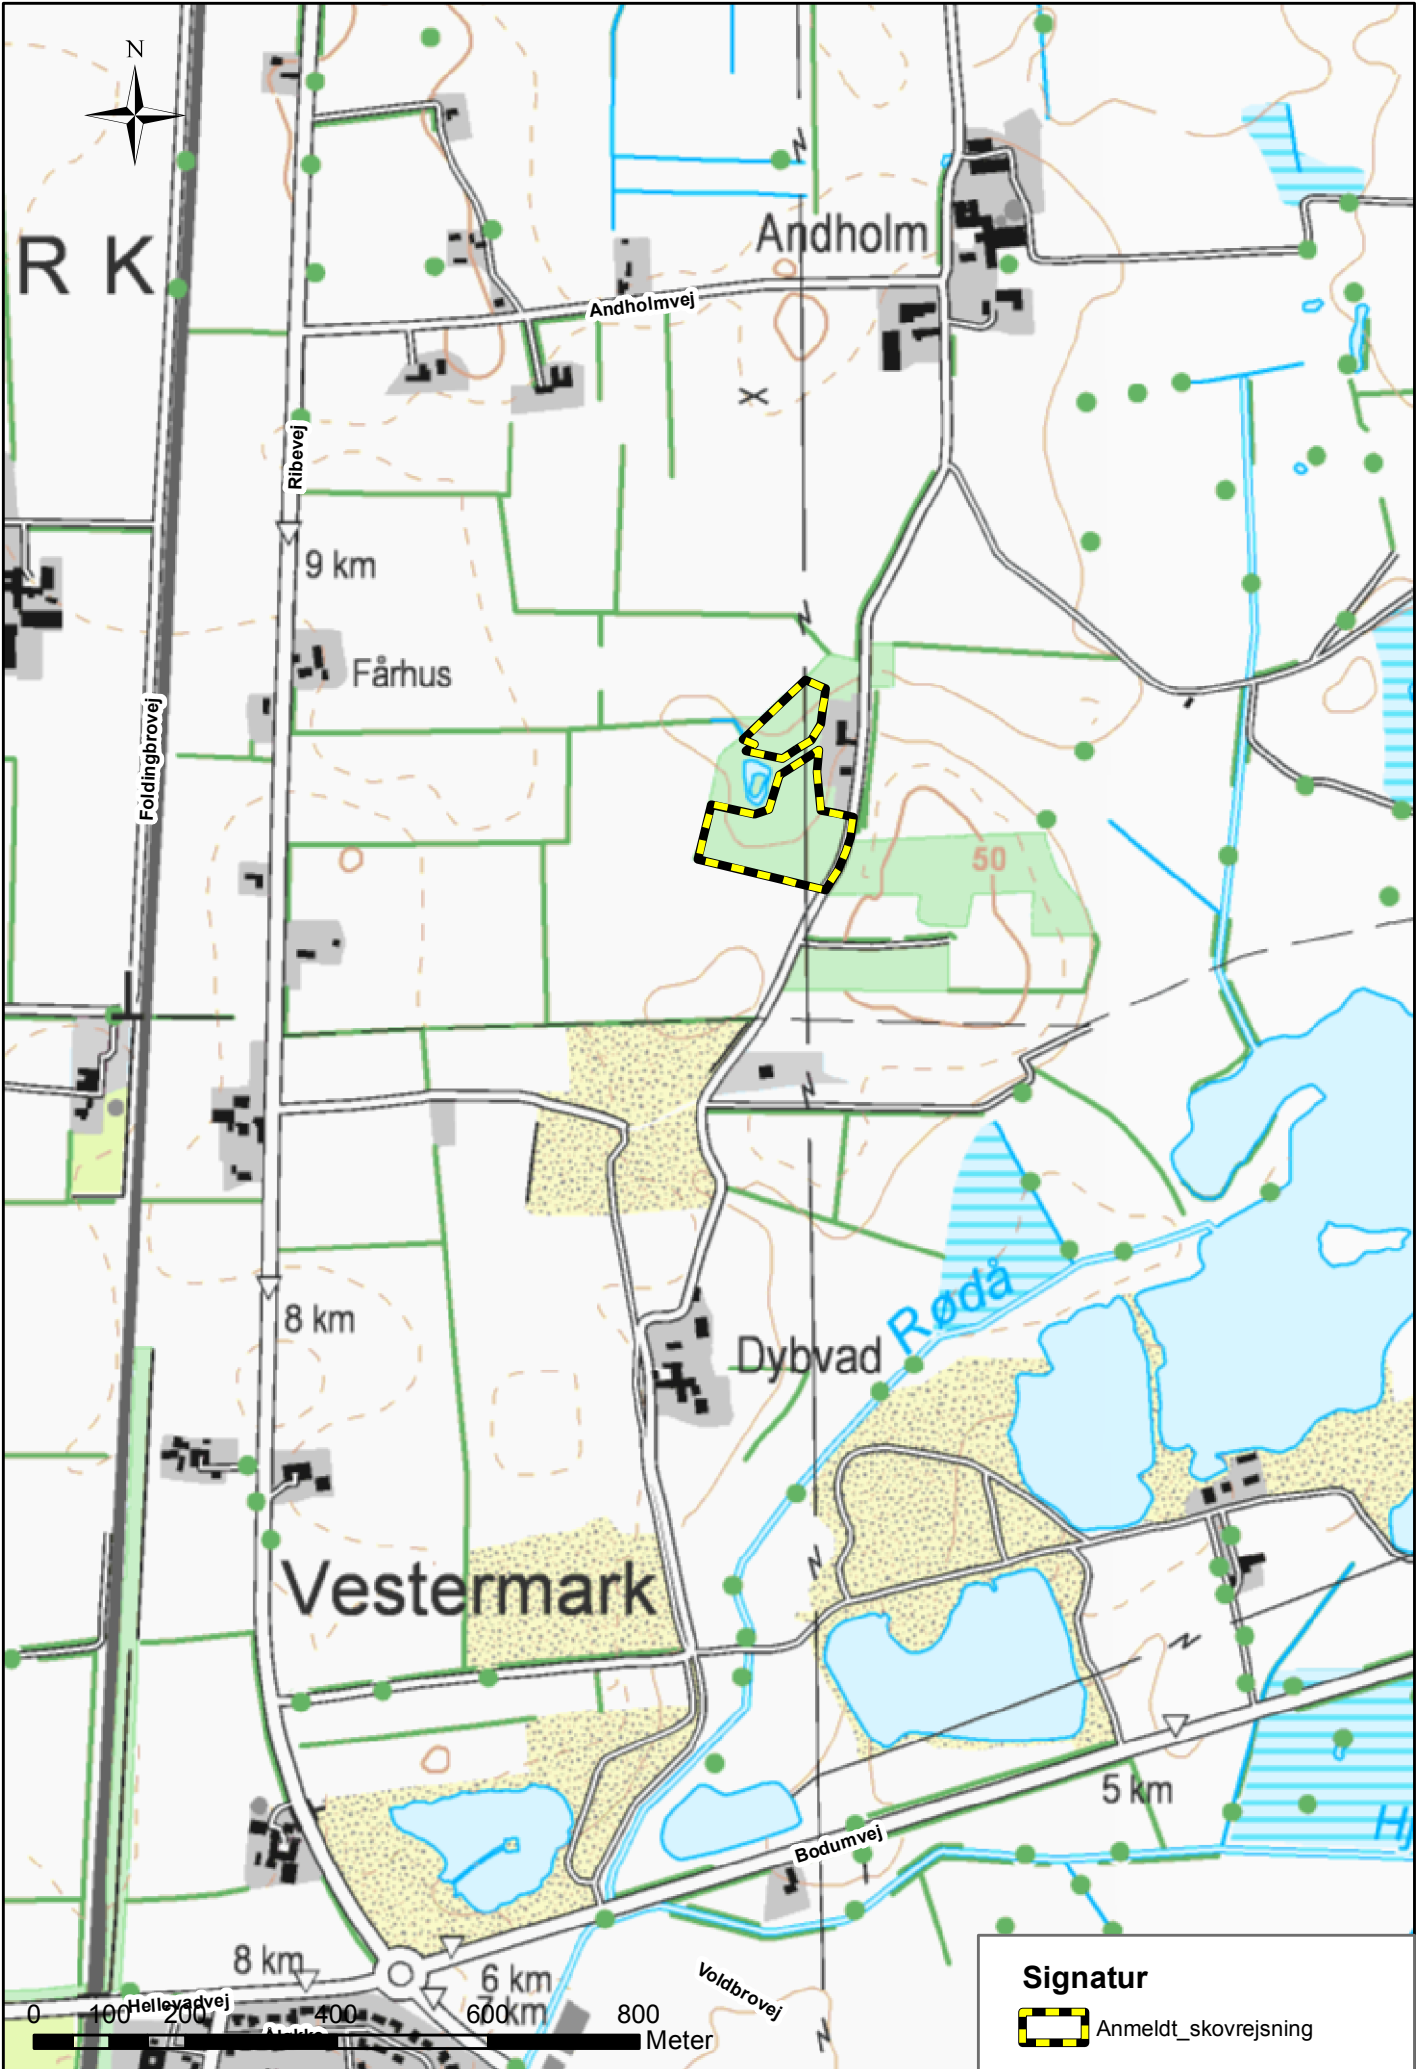 N
R K
Andholm
Andholmvej
Ribevej
9 km
Fårhus
Foldingbrovej
50
8 km
Rødå
Dybvad
Vestermark
5 km
Bodumvej
8 km
6 km
7 km
Voldbrovej
Hellevadvej
0 100 200 400 600 800
Meter
Signatur
Anmeldt_skovrejsning